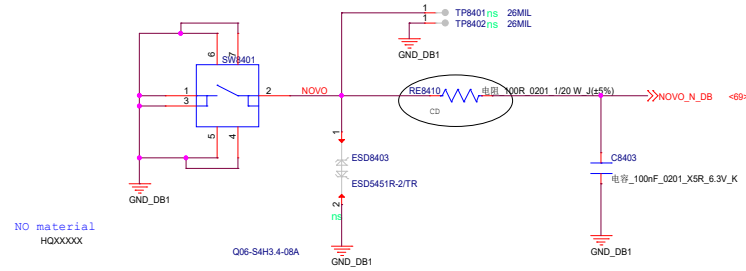 1 TP8401 ns 26MIL
1 TP8402 ns 26MIL
GND_DB1
6 7
SW8401
1 2 NOVO
3
5 4
RE8410 电阻_100R_0201_1/20 W_J(±5%)
CD
NOVO_N_DB <69>
1
ESD8403
ESD5451R-2/TR
2
ns
C8403
电容_100nF_0201_X5R_6.3V_K
GND_DB1
NO material
HQXXXXX
Q06-S4H3.4-08A
GND_DB1
GND_DB1